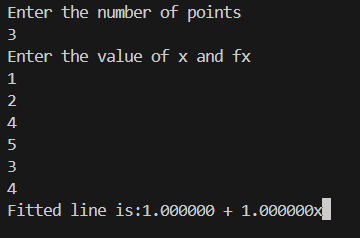 Enter the number of points
3
Enter the value of x and fx
1
2
4
5
3
4
Fitted line is:1.000000 + 1.000000x